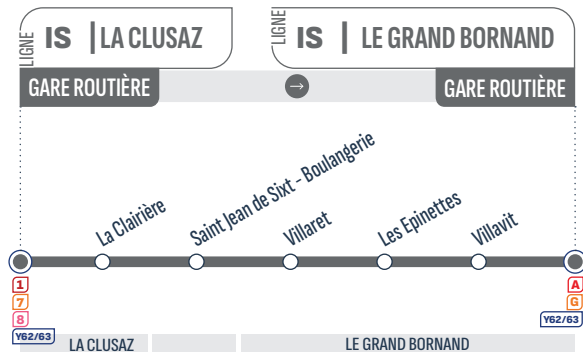 LIGNE IS | LA CLUSAZ
LIGNE IS | LE GRAND BORNAND
GARE ROUTIÈRE
GARE ROUTIÈRE
La Clairière
Saint Jean de Sixt - Boulangerie
Villaret
Les Epinettes
Villavit
1
7
8
Y62/63
A
G
Y62/63
LA CLUSAZ
LE GRAND BORNAND